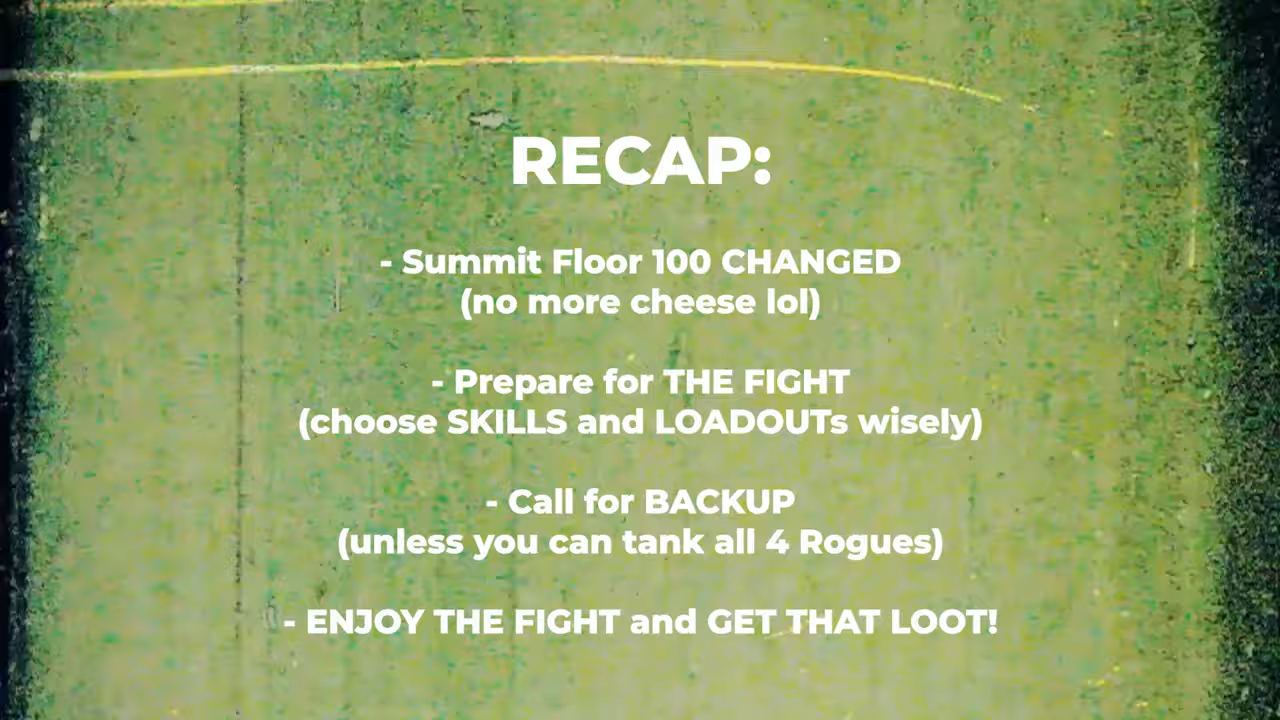 RECAP:
- Summit Floor 100 CHANGED
(no more cheese lol)
- Prepare for THE FIGHT
(choose SKILLS and LOADOUTs wisely)
- Call for BACKUP
(unless you can tank all 4 Rogues)
- ENJOY THE FIGHT and GET THAT LOOT!